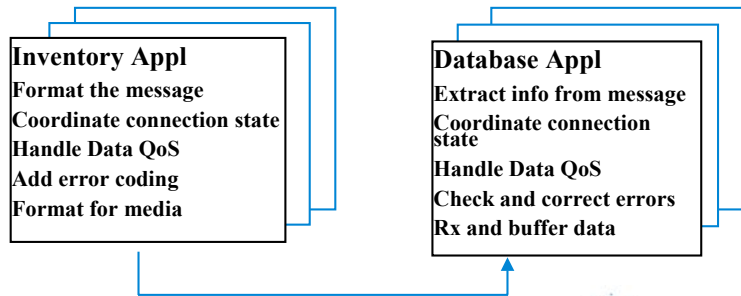 Inventory Appl
Format the message
Coordinate connection state
Handle Data QoS
Add error coding
Format for media
Database Appl
Extract info from message
Coordinate connection
state
Handle Data QoS
Check and correct errors
Rx and buffer data